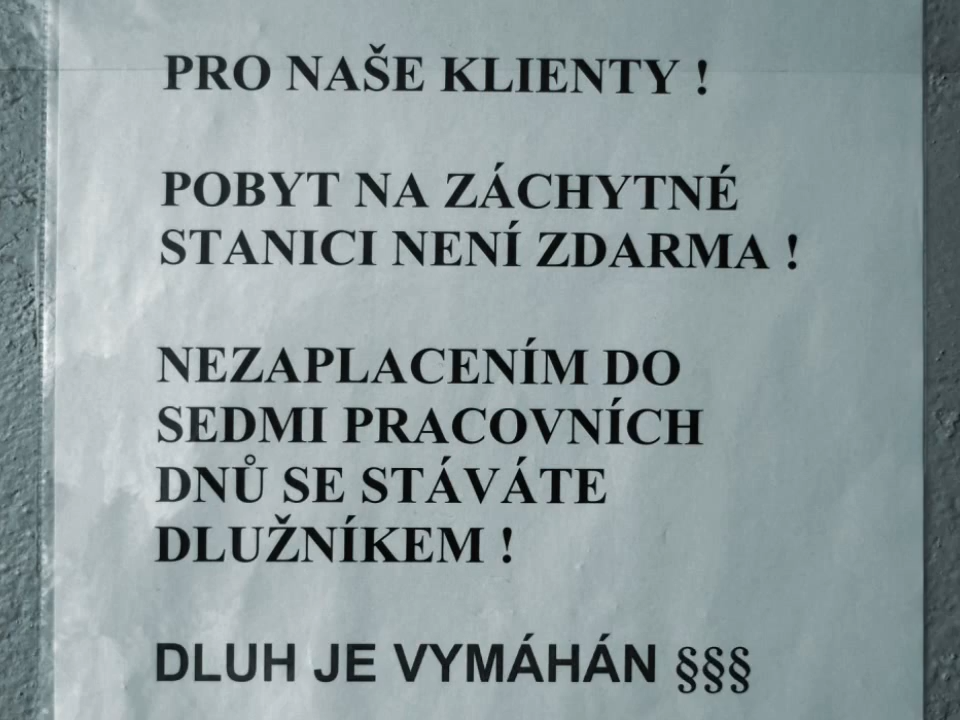 PRO NAŠE KLIENTY !
POBYT NA ZÁCHYTNÉ
STANICI NENÍ ZDARMA !
NEZAPLACENÍM DO
SEDMI PRACOVNÍCH
DNŮ SE STÁVÁTE
DLUŽNÍKEM !
DLUH JE VYMÁHÁN §§§